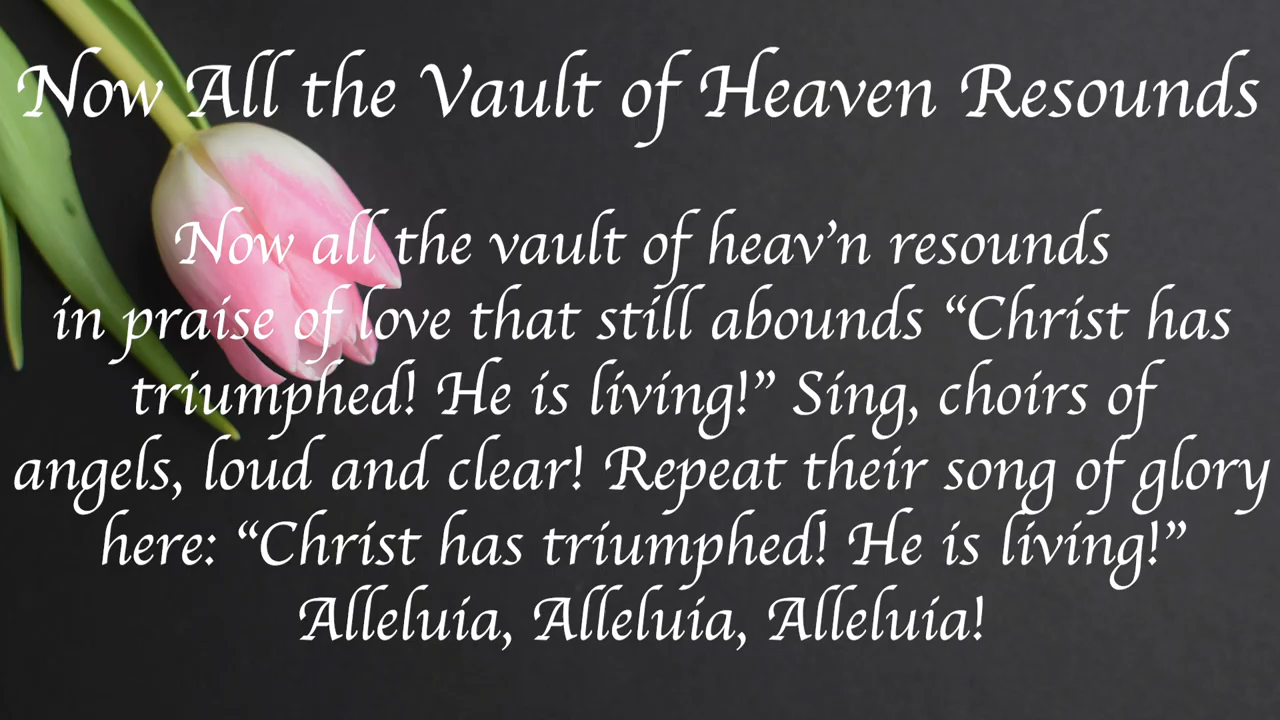 Now All the Vault of Heaven Resounds
Now all the vault of heav’n resounds
in praise of love that still abounds “Christ has
triumphed! He is living!” Sing, choirs of
angels, loud and clear! Repeat their song of glory
here: “Christ has triumphed! He is living!”
Alleluia, Alleluia, Alleluia!